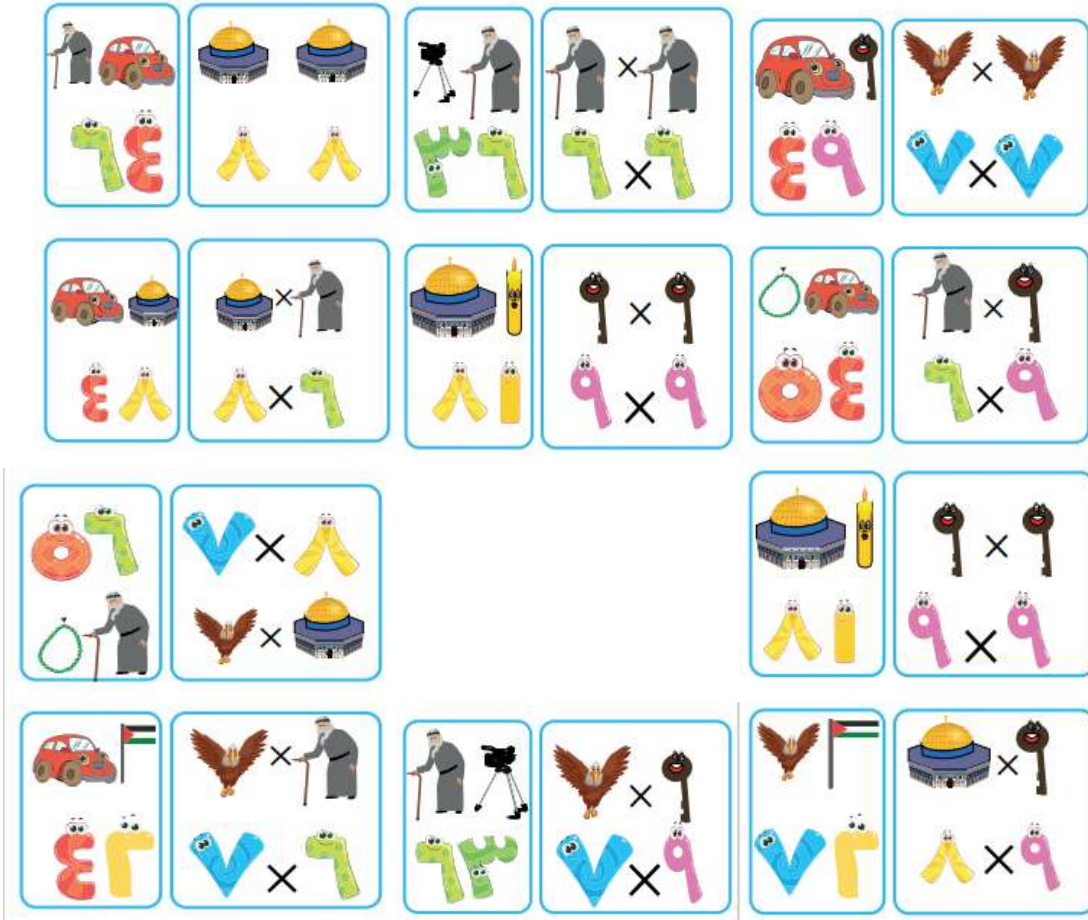 ٦٤
٨ ٨
٣٦
٦ × ٦
٤٩
٧ × ٧
٤٨
٨ × ٦
٨١
٩ × ٩
٥٤
٦ × ٩
٥٦
٧ × ٨
٨١
٩ × ٩
٤٢
٧ × ٦
٦٣
٧ × ٩
٧٢
٨ × ٩